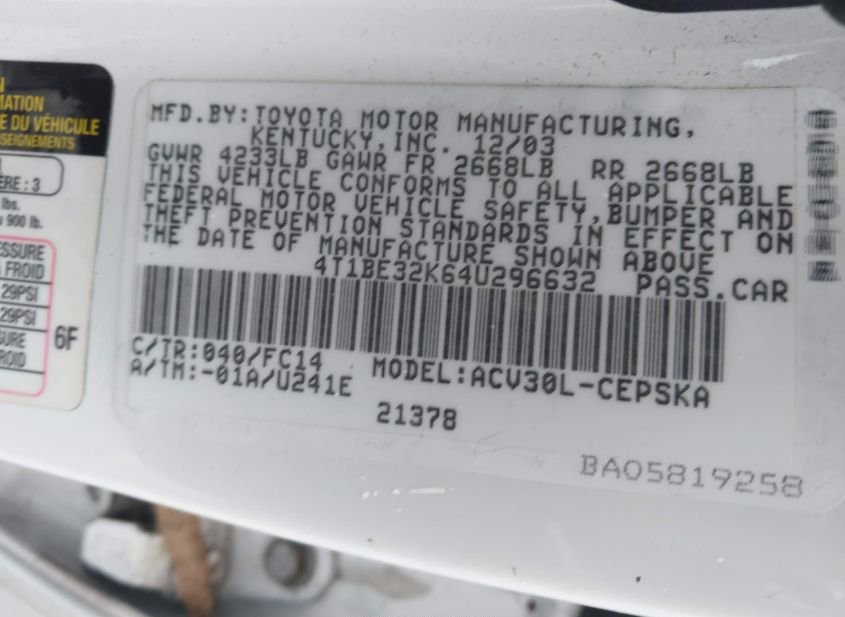 N
MATION
E DU VÉHICULE
NSEIGNEMENTS
ÈRE : 3
lbs.
u 900 lb.
ESSURE
FROID
29PSI
29PSI
SURE
ROID
6F
MFD.BY:TOYOTA MOTOR MANUFACTURING,
KENTUCKY,INC. 12/03
GVWR 4233LB GAWR FR 2668LB RR 2668LB
THIS VEHICLE CONFORMS TO ALL APPLICABLE
FEDERAL MOTOR VEHICLE SAFETY,BUMPER AND
THEFT PREVENTION STANDARDS IN EFFECT ON
THE DATE OF MANUFACTURE SHOWN ABOVE
4T1BE32K64U296632 PASS.CAR
C/TR:040/FC14 MODEL:ACV30L-CEPSKA
A/TM:-01A/U241E
21378
BA05819258